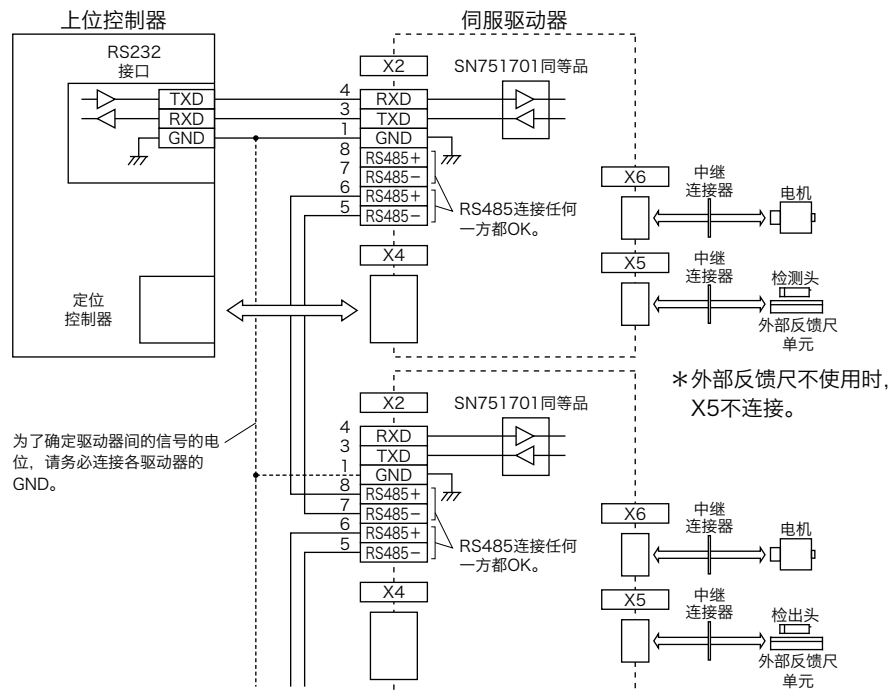 上位控制器
伺服驱动器
RS232
接口
TXD
RXD
GND
X2
SN751701同等品
4
RXD
3
TXD
1
GND
8
RS485+
7
RS485−
6
RS485+
5
RS485−
RS485连接任何
一方都OK。
X4
定位
控制器
X6
中继
连接器
电机
X5
中继
连接器
检测头
外部反馈尺
单元
＊外部反馈尺不使用时，
X5不连接。
为了确定驱动器间的信号的电
位，请务必连接各驱动器的
GND。
X2
SN751701同等品
4
RXD
3
TXD
1
GND
8
RS485+
7
RS485−
6
RS485+
5
RS485−
RS485连接任何
一方都OK。
X4
X6
中继
连接器
电机
X5
中继
连接器
检出头
外部反馈尺
单元